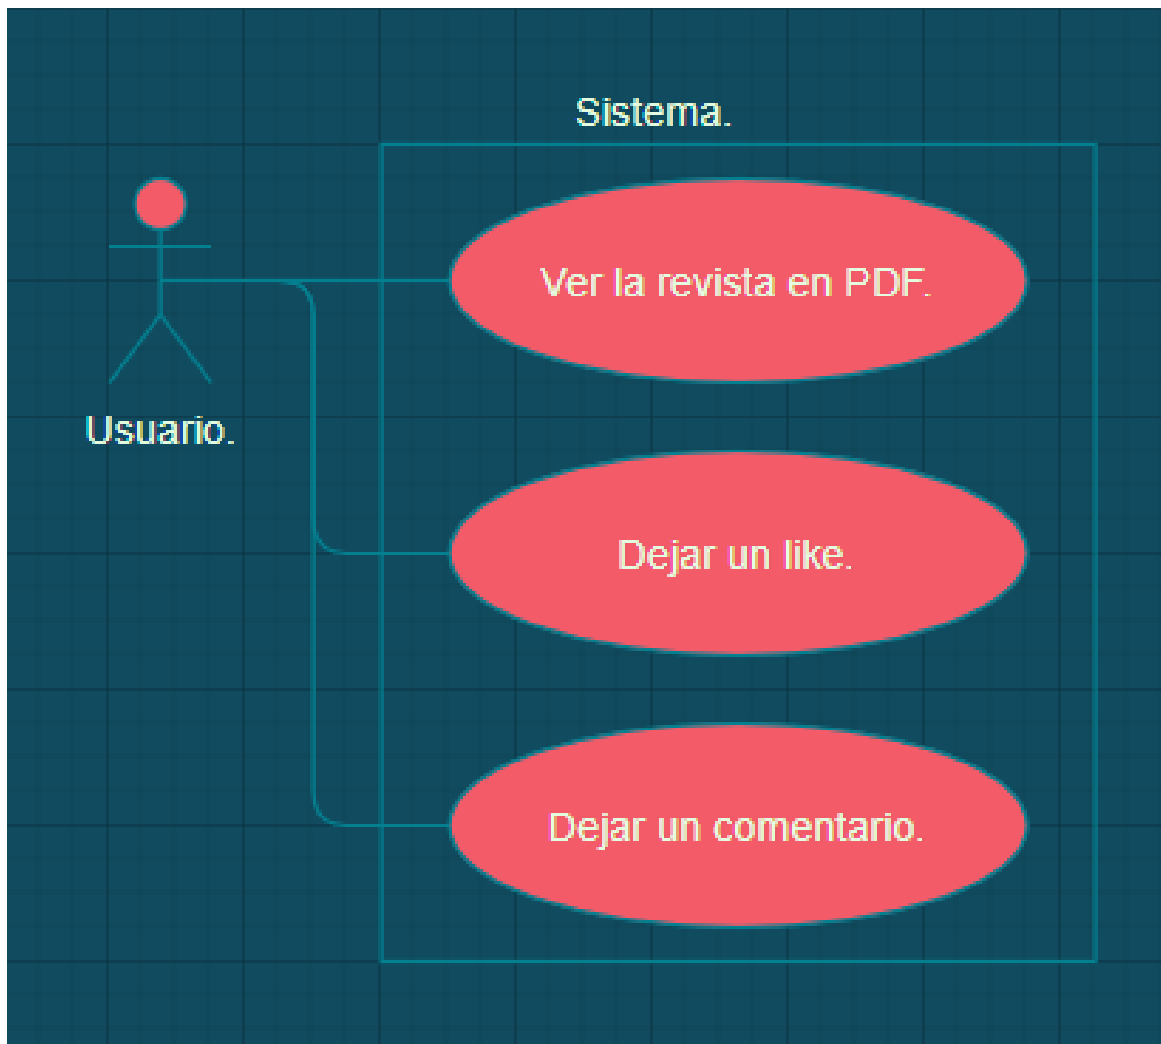 Sistema.
Ver la revista en PDF.
Usuario.
Dejar un like.
Dejar un comentario.